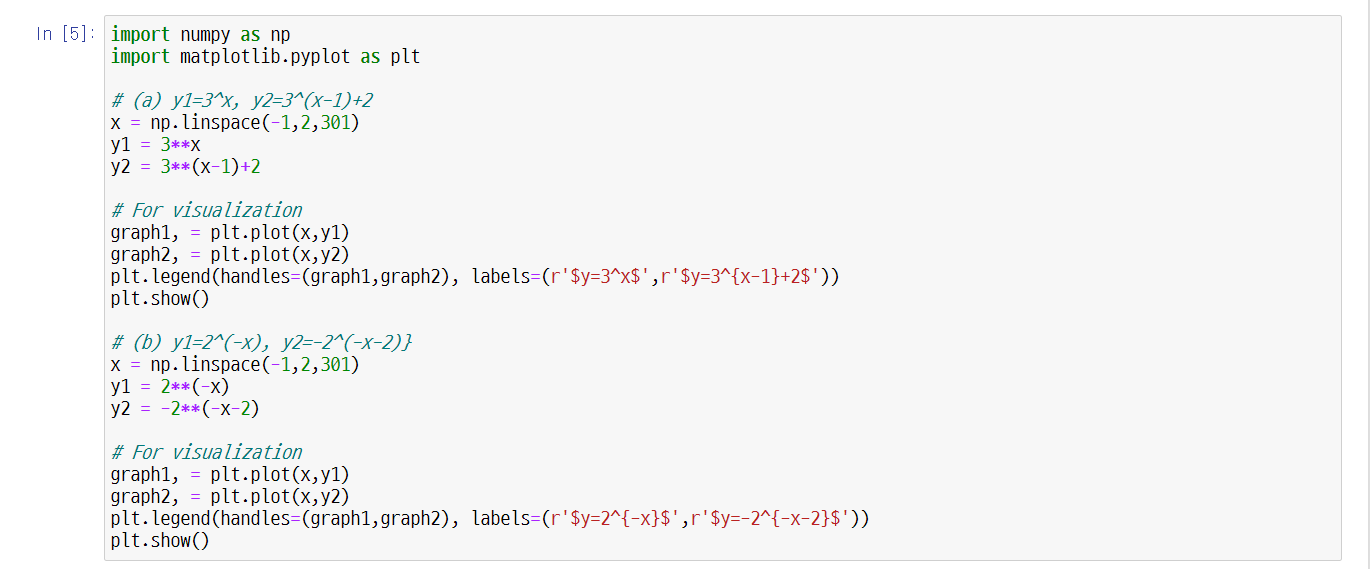 In [5]:
import numpy as np
import matplotlib.pyplot as plt
# (a) y1=3^x, y2=3^(x-1)+2
x = np.linspace(-1,2,301)
y1 = 3**x
y2 = 3**(x-1)+2
# For visualization
graph1, = plt.plot(x,y1)
graph2, = plt.plot(x,y2)
plt.legend(handles=(graph1,graph2), labels=(r'$y=3^x$',r'$y=3^{x-1}+2$'))
plt.show()
# (b) y1=2^(-x), y2=-2^(-x-2)}
x = np.linspace(-1,2,301)
y1 = 2**(-x)
y2 = -2**(-x-2)
# For visualization
graph1, = plt.plot(x,y1)
graph2, = plt.plot(x,y2)
plt.legend(handles=(graph1,graph2), labels=(r'$y=2^{-x}$',r'$y=-2^{-x-2}$'))
plt.show()